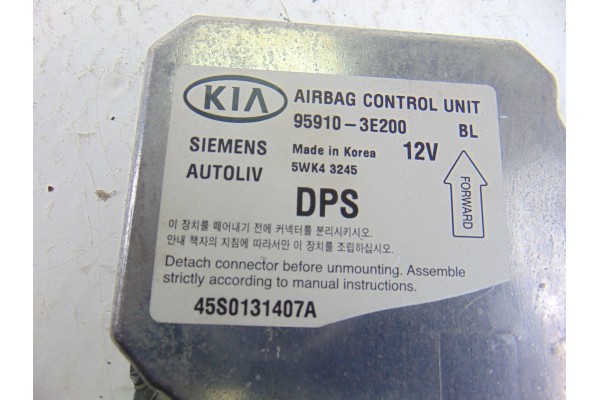 KIA AIRBAG CONTROL UNIT
95910-3E200 BL
SIEMENS Made in Korea 12V
AUTOLIV 5WK4 3245
FORWARD
DPS
이 장치를 떼어내기 전에 커넥터를 분리시키시오.
안내 책자의 지침에 따라서만 이 장치를 조립하십시오.
Detach connector before unmounting. Assemble
strictly according to manual instructions.
45S0131407A